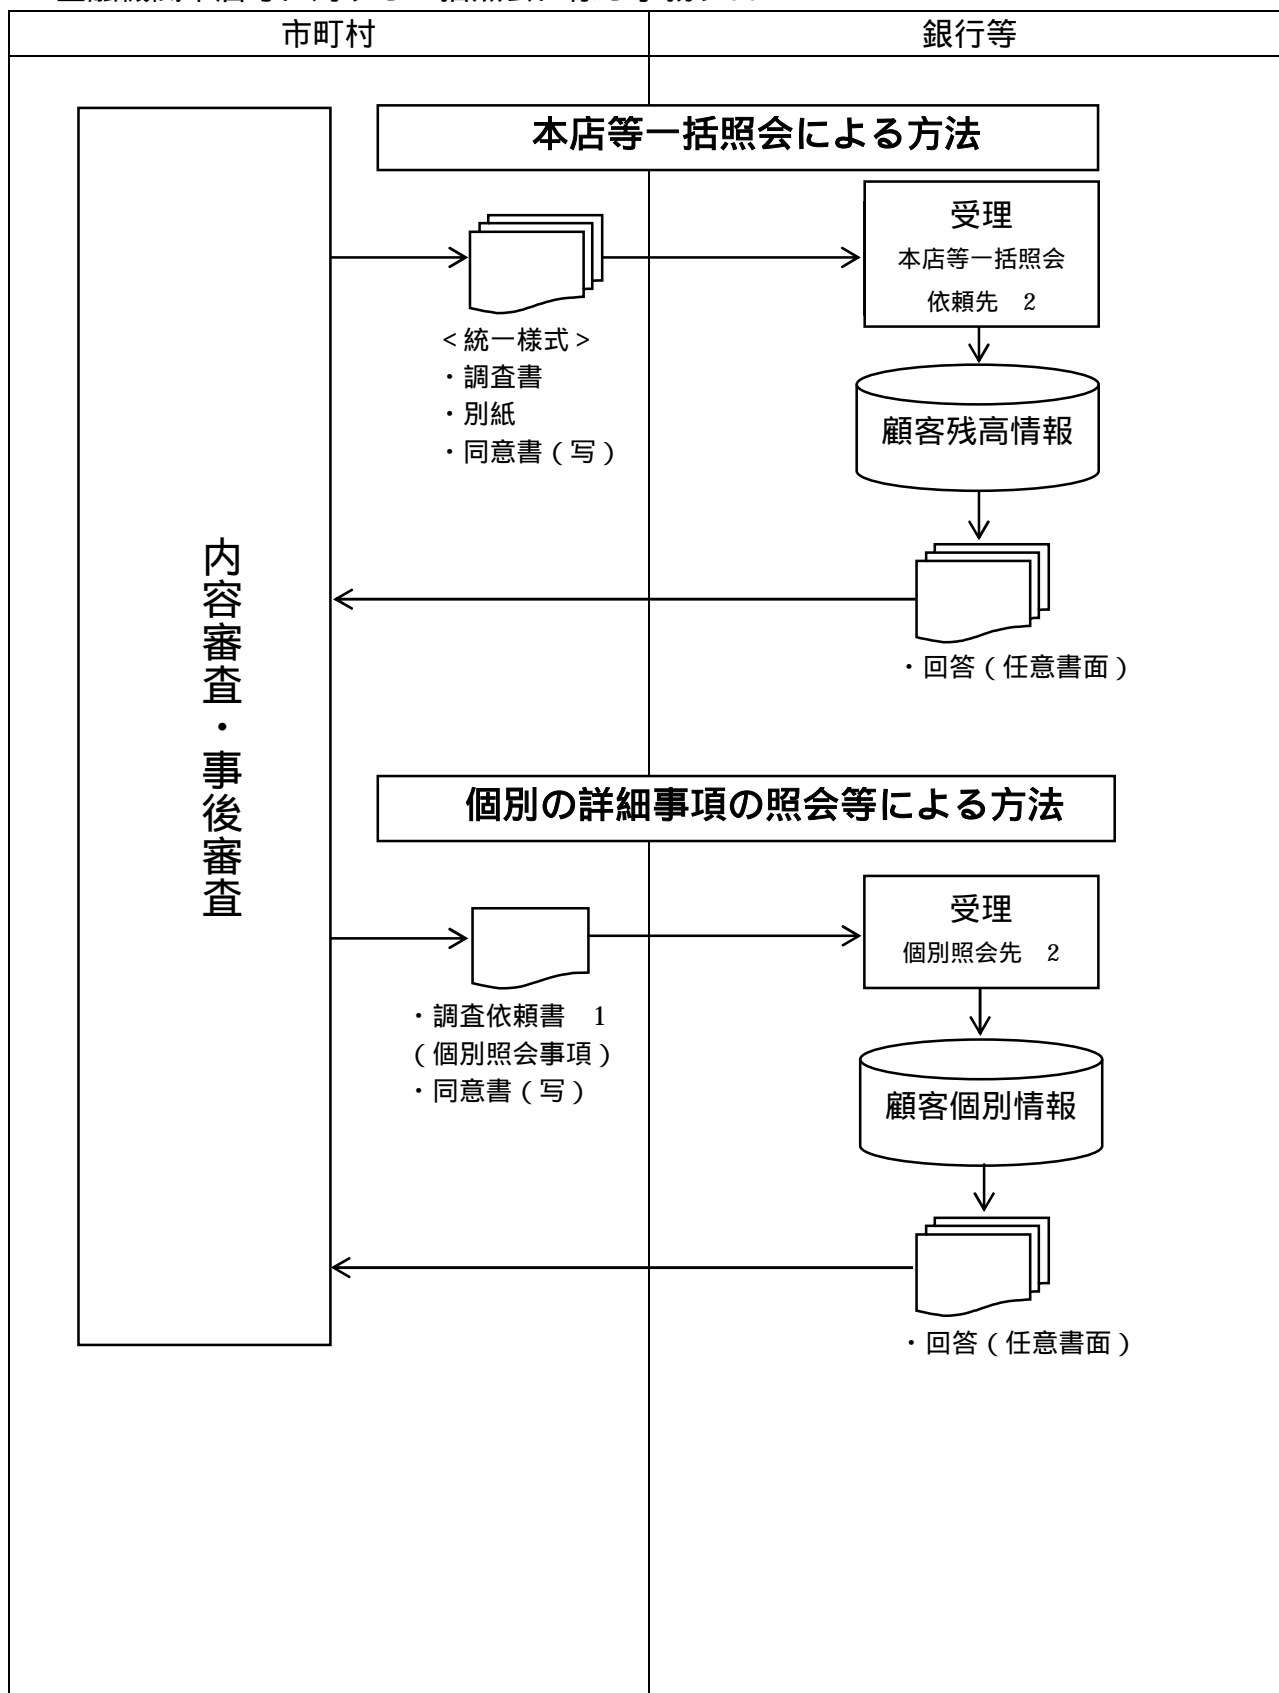 市町村
銀行等
本店等一括照会による方法
受理
本店等一括照会
依頼先　2
<統一様式>
・調査書
・別紙
・同意書（写）
顧客残高情報
・回答（任意書面）
内容審査・事後審査
個別の詳細事項の照会等による方法
受理
個別照会先　2
・調査依頼書　1
（個別照会事項）
・同意書（写）
顧客個別情報
・回答（任意書面）